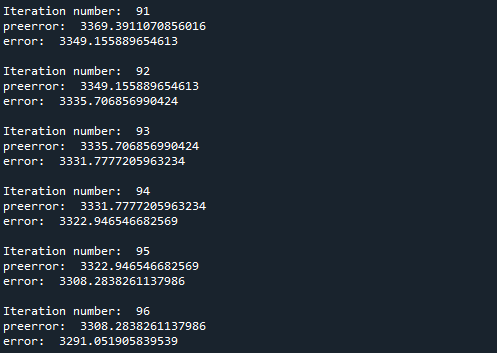 Iteration number:  91
preerror:  3369.3911070856016
error:  3349.155889654613
Iteration number:  92
preerror:  3349.155889654613
error:  3335.706856990424
Iteration number:  93
preerror:  3335.706856990424
error:  3331.7777205963234
Iteration number:  94
preerror:  3331.7777205963234
error:  3322.946546682569
Iteration number:  95
preerror:  3322.946546682569
error:  3308.2838261137986
Iteration number:  96
preerror:  3308.2838261137986
error:  3291.051905839539